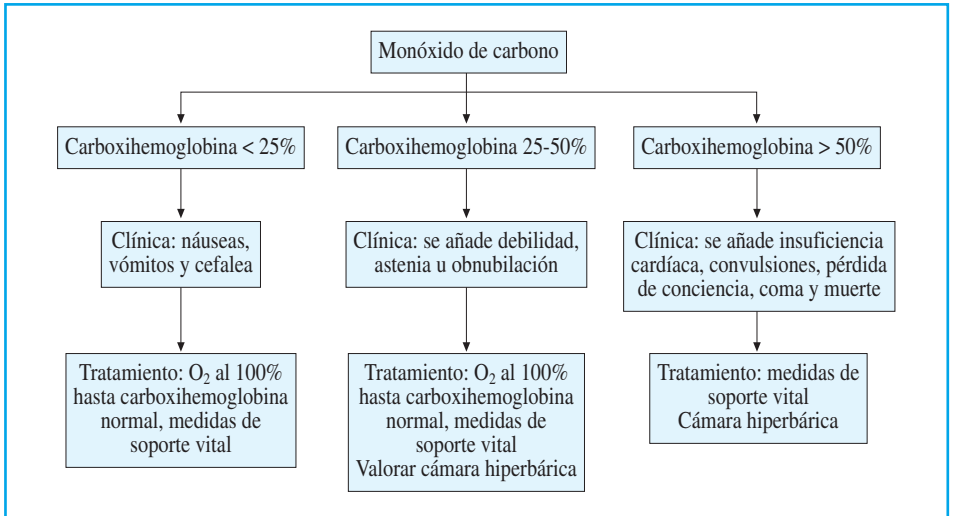 Monóxido de carbono
Carboxihemoglobina < 25%
Clínica: náuseas,
vómitos y cefalea
Tratamiento: O₂ al 100%
hasta carboxihemoglobina
normal, medidas de
soporte vital
Carboxihemoglobina 25-50%
Clínica: se añade debilidad,
astenia u obnubilación
Tratamiento: O₂ al 100%
hasta carboxihemoglobina
normal, medidas de
soporte vital
Valorar cámara hiperbárica
Carboxihemoglobina > 50%
Clínica: se añade insuficiencia
cardíaca, convulsiones, pérdida
de conciencia, coma y muerte
Tratamiento: medidas de
soporte vital
Cámara hiperbárica